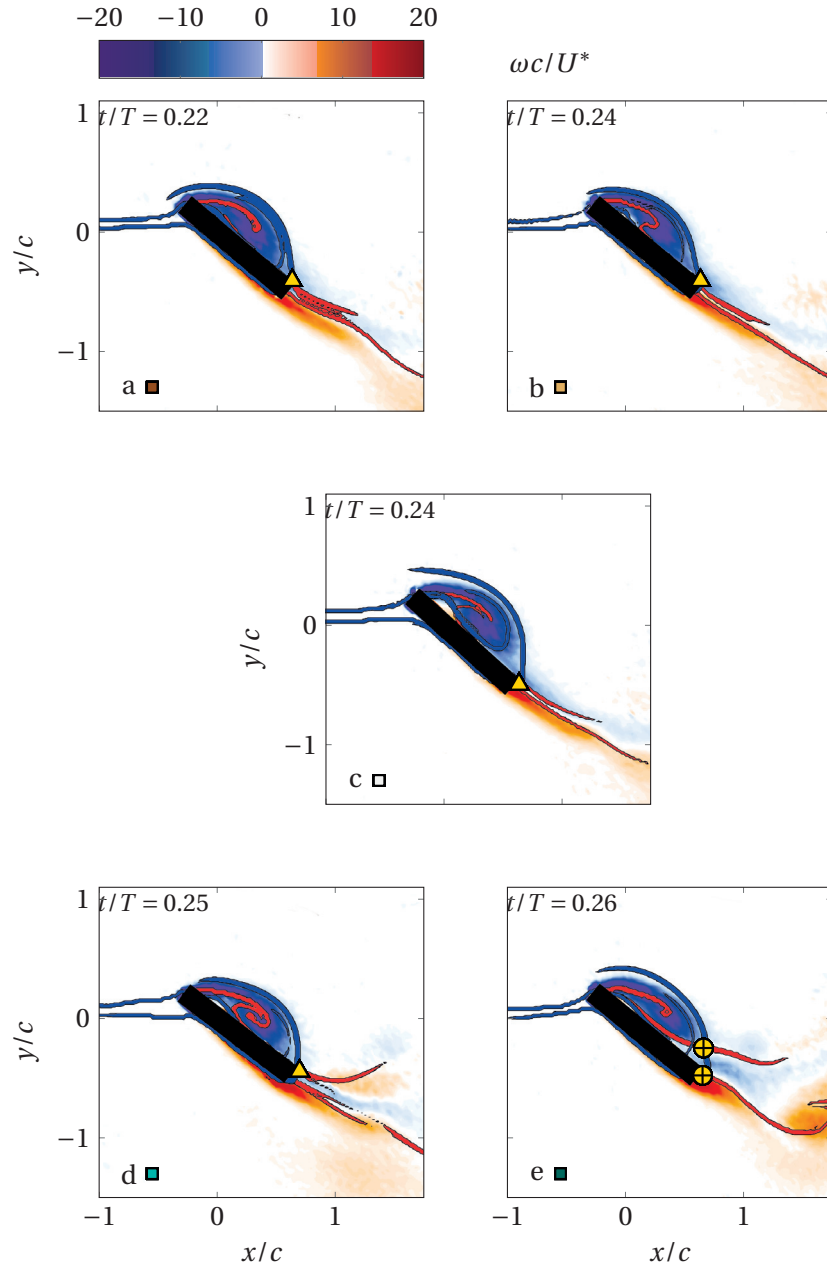 −20 −10 0 10 20
ωc/U*
t/T = 0.22
t/T = 0.24
1
0
−1
y/c
a
b
t/T = 0.24
1
0
−1
y/c
c
t/T = 0.25
t/T = 0.26
1
0
−1
y/c
d
e
−1 0 1
−1 0 1
x/c
x/c